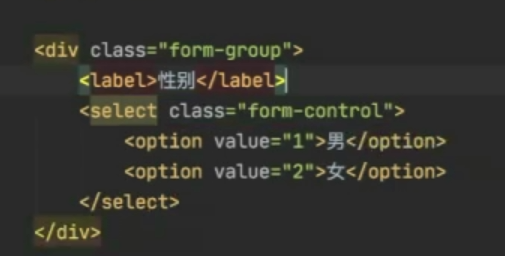 <div class="form-group">
    <label>性别</label>
    <select class="form-control">
        <option value="1">男</option>
        <option value="2">女</option>
    </select>
</div>